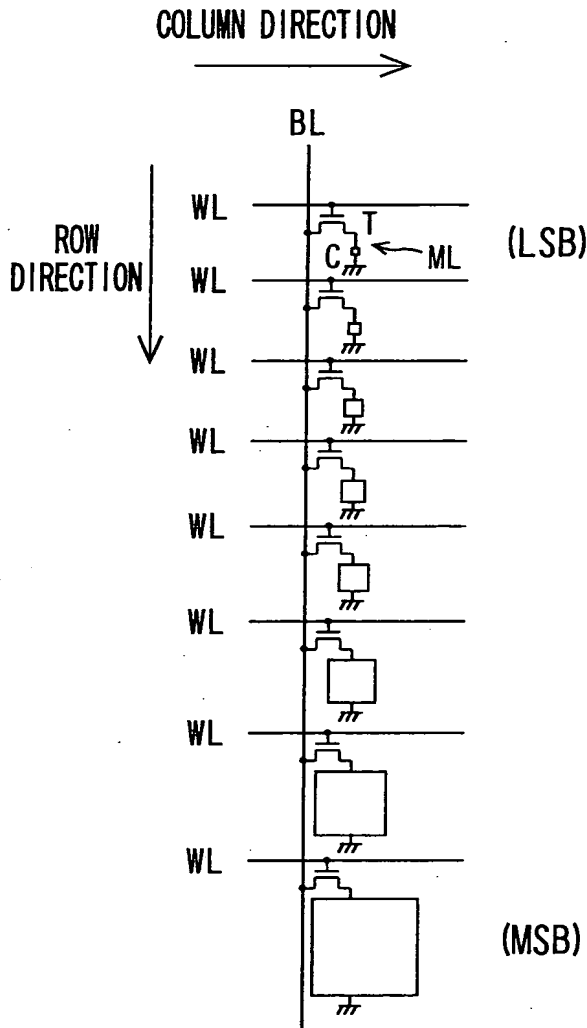 COLUMN DIRECTION
BL
WL
T
(LSB)
ROW
DIRECTION
C
ML
WL
WL
WL
WL
WL
WL
WL
(MSB)